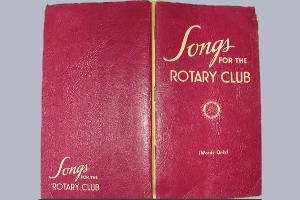 Songs
FOR THE
ROTARY CLUB
(Words Only)
Songs
FOR THE
ROTARY CLUB